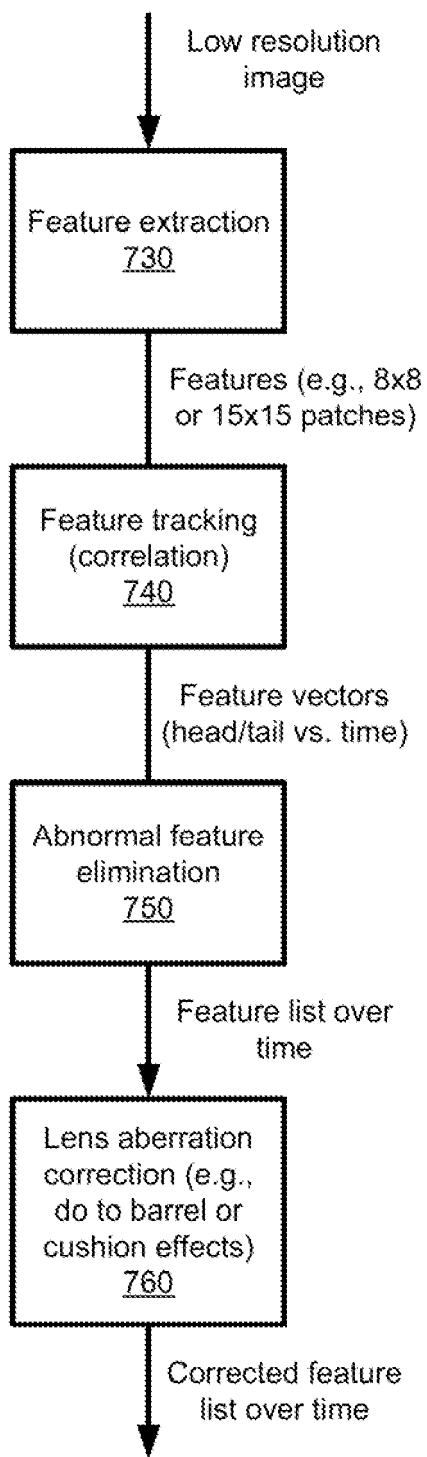 Low resolution
image
Feature extraction
730
Features (e.g., 8x8
or 15x15 patches)
Feature tracking
(correlation)
740
Feature vectors
(head/tail vs. time)
Abnormal feature
elimination
750
Feature list over
time
Lens aberration
correction (e.g.,
do to barrel or
cushion effects)
760
Corrected feature
list over time